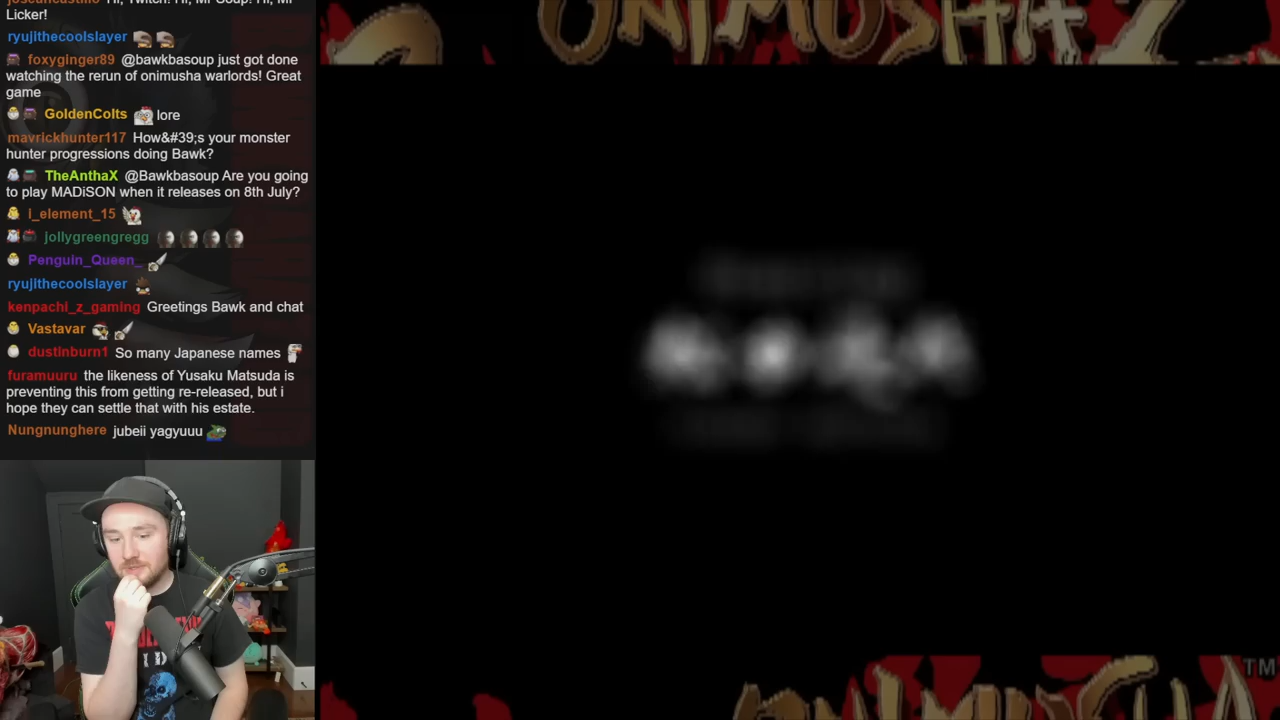 Licker!
ryujithecoolslayer
foxyginger89 @bawkbasoup just got done
watching the rerun of onimusha warlords! Great
game
GoldenColts lore
mavrickhunter117 How&#39;s your monster
hunter progressions doing Bawk?
TheAnthaX @Bawkbasoup Are you going
to play MADiSON when it releases on 8th July?
i_element_15
jollygreengregg
Penguin_Queen_
ryujithecoolslayer
kenpachi_z_gaming Greetings Bawk and chat
Vastavar
dustinburn1 So many Japanese names
furamuuru the likeness of Yusaku Matsuda is
preventing this from getting re-released, but i
hope they can settle that with his estate.
Nungnunghere jubeii yagyuuu
ONIMUSHA 2
ONIMUSHA
TM